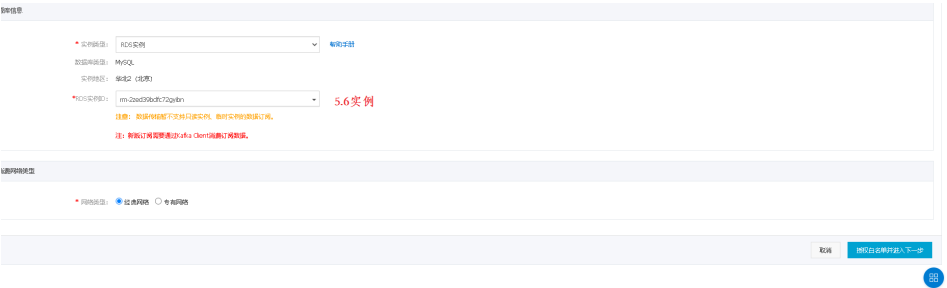 库信息
* 实例类型： RDS实例 帮助手册
数据库类型： MySQL
实例地区： 华北2（北京）
*RDS实例ID： rm-2zed39bdfc72gyibn 5.6实例
注意： 数据传输暂不支持只读实例、临时实例的数据订阅。
注：新版订阅需要通过Kafka Client消费订阅数据。
消费网络类型
* 网络类型： 经典网络 专有网络
取消 授权白名单并进入下一步